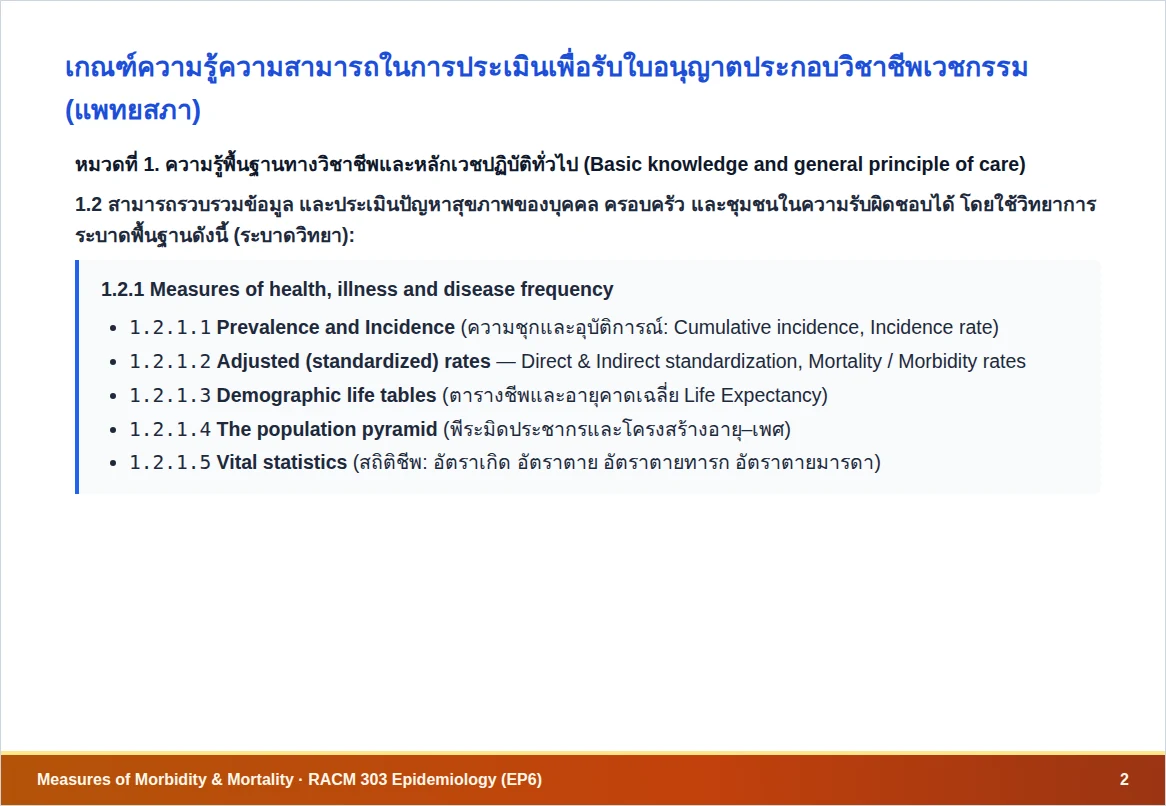 เกณฑ์ความรู้ความสามารถในการประเมินเพื่อรับใบอนุญาตประกอบวิชาชีพเวชกรรม
(แพทยสภา)
หมวดที่ 1. ความรู้พื้นฐานทางวิชาชีพและหลักเวชปฏิบัติทั่วไป (Basic knowledge and general principle of care)
1.2 สามารถรวบรวมข้อมูล และประเมินปัญหาสุขภาพของบุคคล ครอบครัว และชุมชนในความรับผิดชอบได้ โดยใช้วิทยาการ
ระบาดพื้นฐานดังนี้ (ระบาดวิทยา):
1.2.1 Measures of health, illness and disease frequency
• 1.2.1.1 Prevalence and Incidence (ความชุกและอุบัติการณ์: Cumulative incidence, Incidence rate)
• 1.2.1.2 Adjusted (standardized) rates — Direct & Indirect standardization, Mortality / Morbidity rates
• 1.2.1.3 Demographic life tables (ตารางชีพและอายุคาดเฉลี่ย Life Expectancy)
• 1.2.1.4 The population pyramid (พีระมิดประชากรและโครงสร้างอายุ–เพศ)
• 1.2.1.5 Vital statistics (สถิติชีพ: อัตราเกิด อัตราตาย อัตราตายทารก อัตราตายมารดา)
Measures of Morbidity & Mortality · RACM 303 Epidemiology (EP6)
2